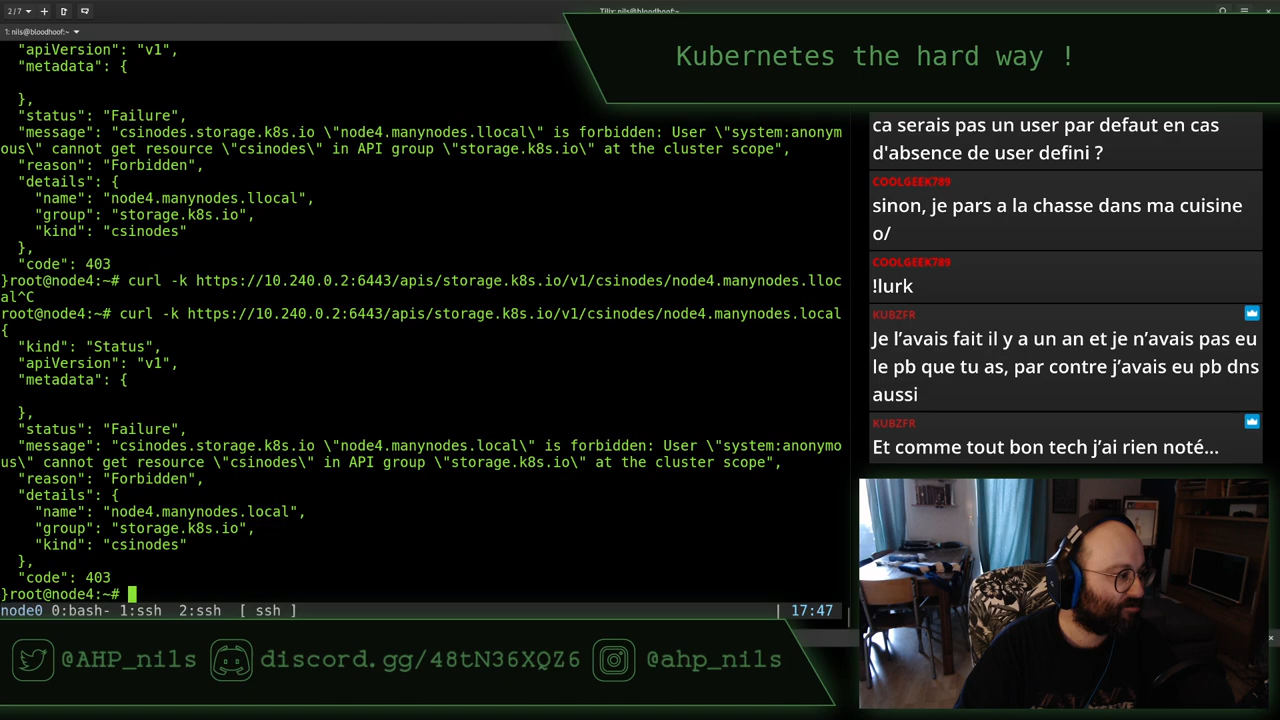 2/7
Tilix: nils@bloodhoof:~
1: nils@bloodhoof:~
Kubernetes the hard way !
"apiVersion": "v1",
"metadata": {
},
"status": "Failure",
"message": "csinodes.storage.k8s.io \"node4.manynodes.llocal\" is forbidden: User \"system:anonym
ous\" cannot get resource \"csinodes\" in API group \"storage.k8s.io\" at the cluster scope",
"reason": "Forbidden",
"details": {
"name": "node4.manynodes.llocal",
"group": "storage.k8s.io",
"kind": "csinodes"
},
"code": 403
}root@node4:~# curl -k https://10.240.0.2:6443/apis/storage.k8s.io/v1/csinodes/node4.manynodes.lloc
al^C
root@node4:~# curl -k https://10.240.0.2:6443/apis/storage.k8s.io/v1/csinodes/node4.manynodes.local
{
"kind": "Status",
"apiVersion": "v1",
"metadata": {
},
"status": "Failure",
"message": "csinodes.storage.k8s.io \"node4.manynodes.local\" is forbidden: User \"system:anonymo
us\" cannot get resource \"csinodes\" in API group \"storage.k8s.io\" at the cluster scope",
"reason": "Forbidden",
"details": {
"name": "node4.manynodes.local",
"group": "storage.k8s.io",
"kind": "csinodes"
},
"code": 403
}root@node4:~#
node0 0:bash- 1:ssh 2:ssh [ ssh ] | 17:47
ca serais pas un user par defaut en cas
d'absence de user defini ?
COOLGEEK789
sinon, je pars a la chasse dans ma cuisine
o/
COOLGEEK789
!lurk
KUBZFR
Je l’avais fait il y a un an et je n’avais pas eu
le pb que tu as, par contre j’avais eu pb dns
aussi
KUBZFR
Et comme tout bon tech j’ai rien noté...
@AHP_nils discord.gg/48tN36XQZ6 @ahp_nils